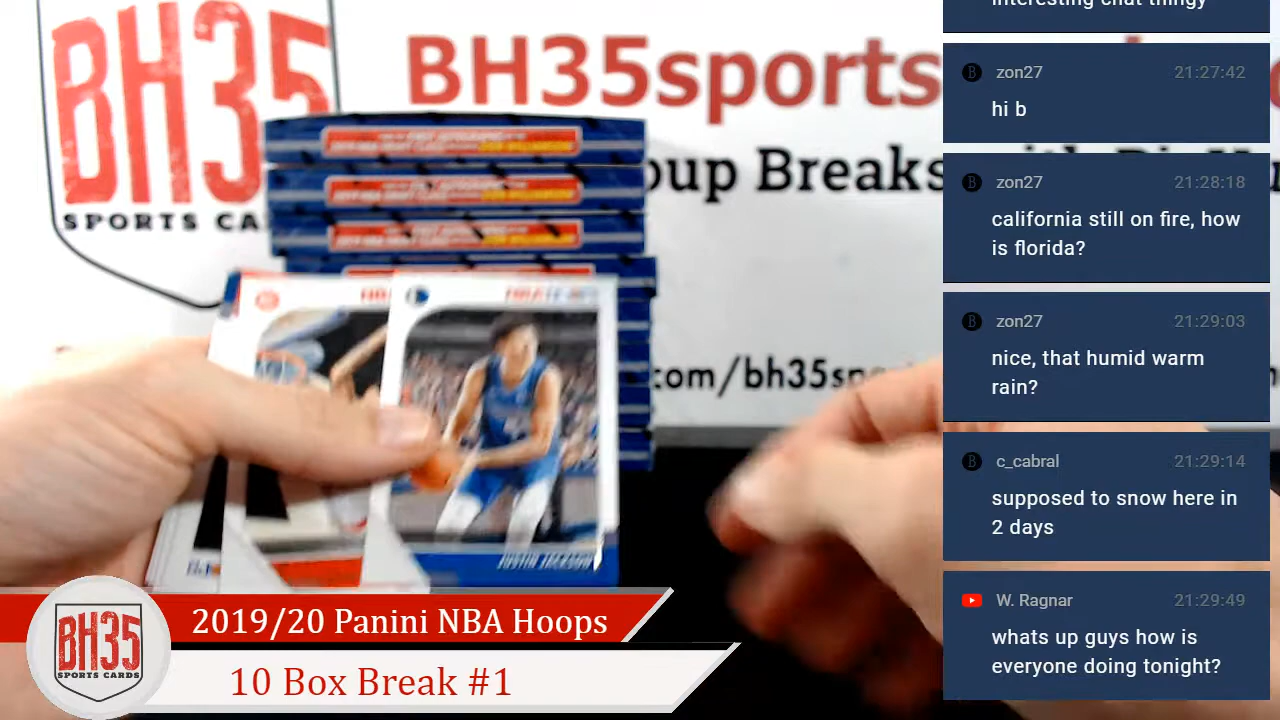 BH35
SPORTS CA
BH35sports
oup Breaks
com/bh35sp
JUSTIN JACKSON
BH35
SPORTS CARDS
2019/20 Panini NBA Hoops
10 Box Break #1
interesting chat thingy
zon27 21:27:42
hi b
zon27 21:28:18
california still on fire, how
is florida?
zon27 21:29:03
nice, that humid warm
rain?
c_cabral 21:29:14
supposed to snow here in
2 days
W. Ragnar 21:29:49
whats up guys how is
everyone doing tonight?